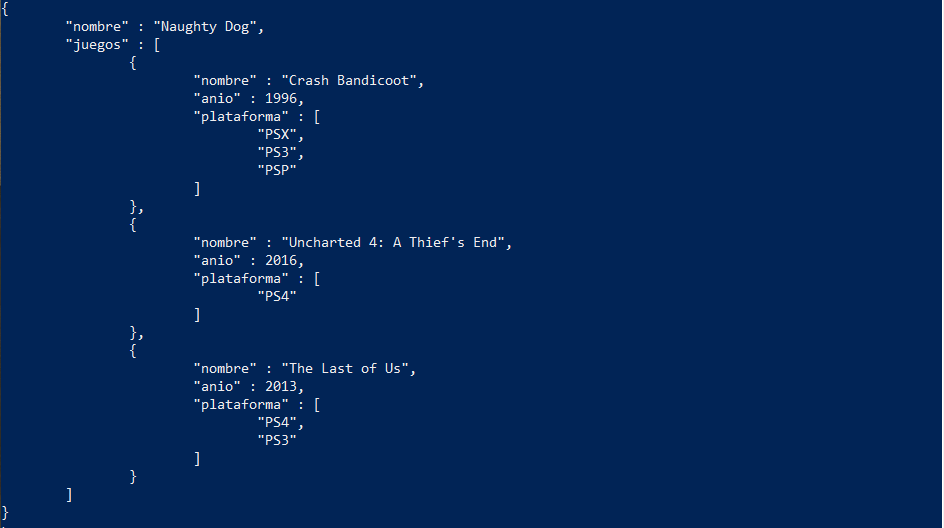 {
"nombre" : "Naughty Dog",
"juegos" : [
{
"nombre" : "Crash Bandicoot",
"anio" : 1996,
"plataforma" : [
"PSX",
"PS3",
"PSP"
]
},
{
"nombre" : "Uncharted 4: A Thief's End",
"anio" : 2016,
"plataforma" : [
"PS4"
]
},
{
"nombre" : "The Last of Us",
"anio" : 2013,
"plataforma" : [
"PS4",
"PS3"
]
}
]
}